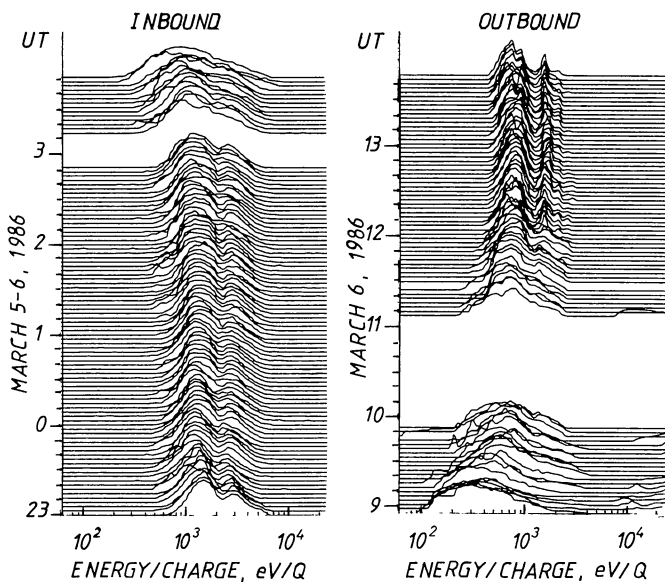 INBOUND
UT
3
2
1
0
23
MARCH 5-6, 1986
10²
10³
10⁴
ENERGY/CHARGE, eV/Q
OUTBOUND
UT
13
12
11
10
9
MARCH 6, 1986
10²
10³
10⁴
ENERGY/CHARGE, eV/Q